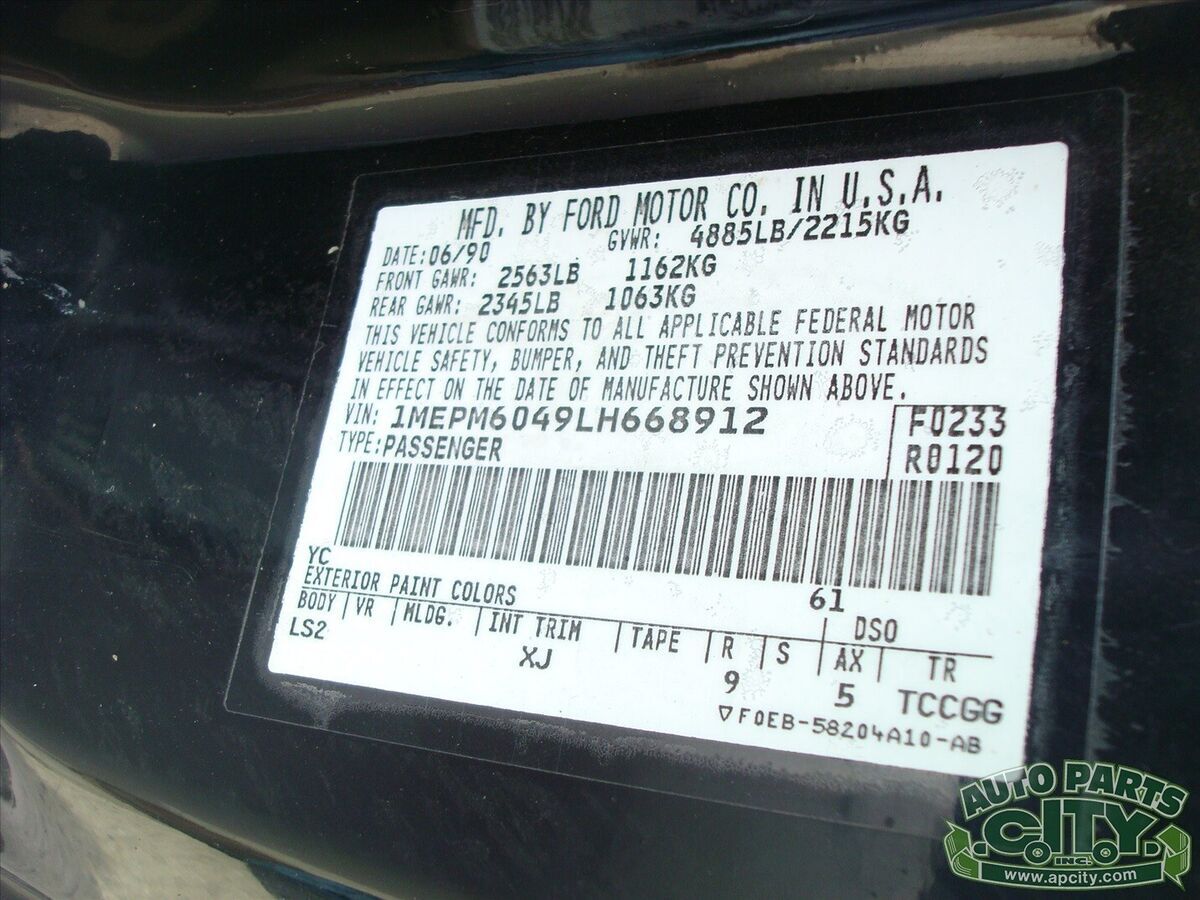 MFD. BY FORD MOTOR CO. IN U.S.A.
DATE: 06/90 GVWR: 4885LB/2215KG
FRONT GAWR: 2563LB 1162KG
REAR GAWR: 2345LB 1063KG
THIS VEHICLE CONFORMS TO ALL APPLICABLE FEDERAL MOTOR
VEHICLE SAFETY, BUMPER, AND THEFT PREVENTION STANDARDS
IN EFFECT ON THE DATE OF MANUFACTURE SHOWN ABOVE.
VIN: 1MEPM6049LH668912 F0233
TYPE: PASSENGER R0120
YC
EXTERIOR PAINT COLORS 61 DSO
BODY VR MLDG. INT TRIM TAPE R S AX TR
LS2 XJ 9 5 TCCGG
▽F0EB-58204A10-AB
AUTO PARTS
CITY
INC.
www.apcity.com